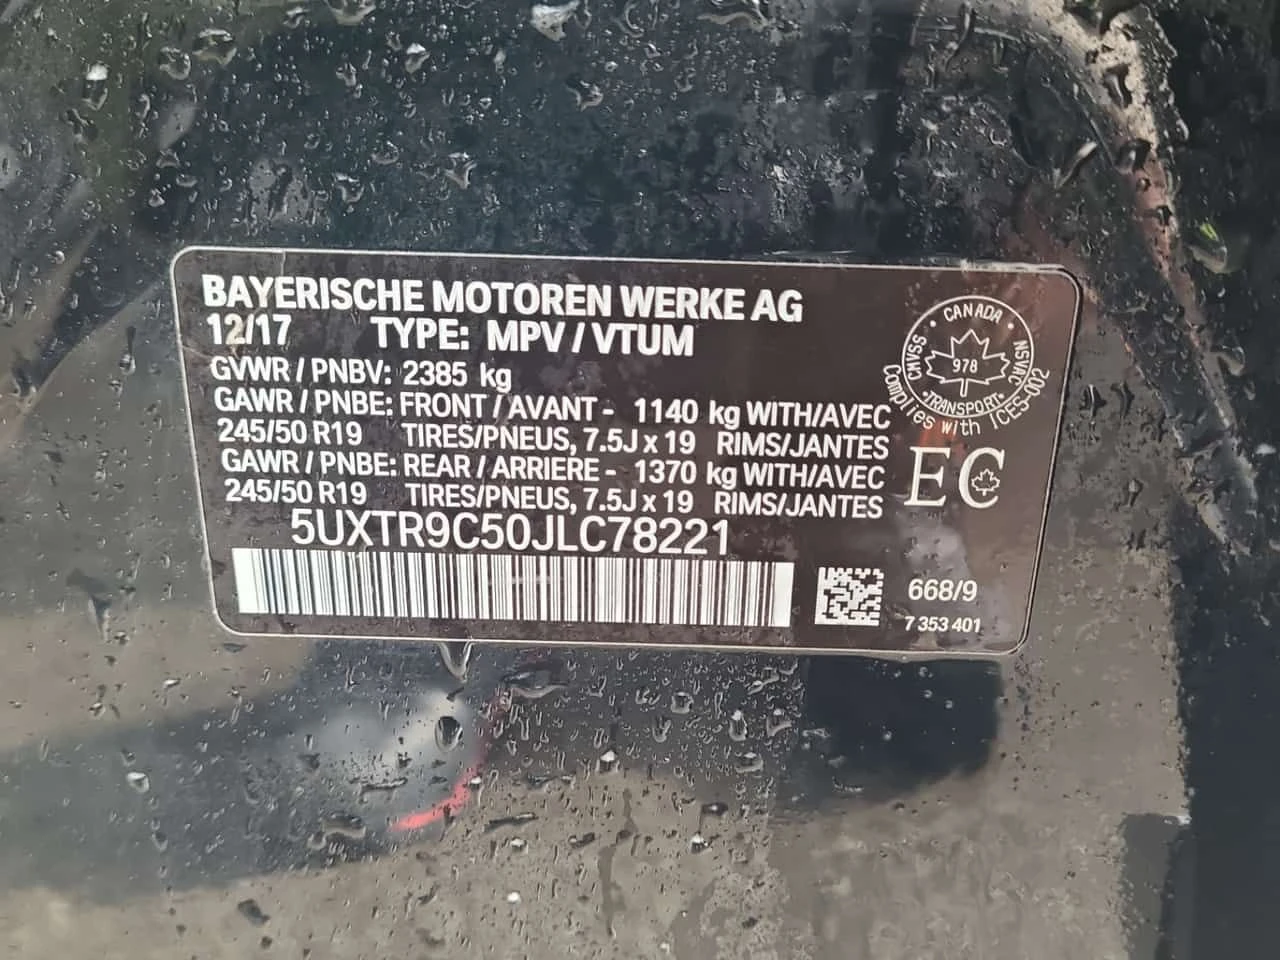 BAYERISCHE MOTOREN WERKE AG
12/17 TYPE: MPV / VTUM
GVWR / PNBV: 2385 kg
GAWR / PNBE: FRONT / AVANT - 1140 kg WITH/AVEC
245/50 R19 TIRES/PNEUS, 7.5J x 19 RIMS/JANTES
GAWR / PNBE: REAR / ARRIERE - 1370 kg WITH/AVEC
245/50 R19 TIRES/PNEUS, 7.5J x 19 RIMS/JANTES
5UXTR9C50JLC78221
CANADA
CMVSS
978
NSVAC
TRANSPORT
Complies with ICES-002
EC
668/9
7 353 401